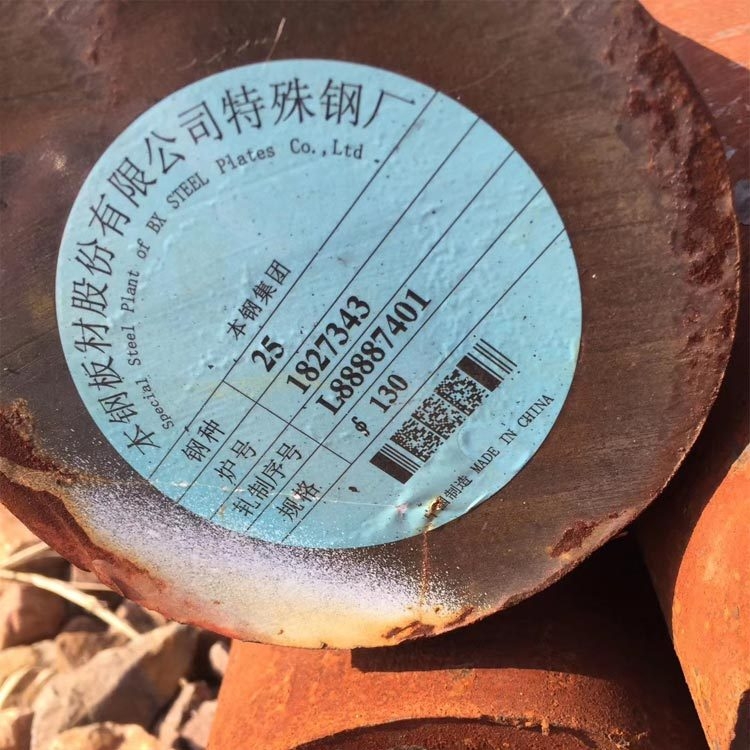 本钢板材股份有限公司特殊钢厂
Special Steel Plant of BX STEEL Plates Co.,Ltd
本钢集团
钢种 25
炉号 1827343
轧制序号 L88887401
规格 ∮ 130
制造 MADE IN CHINA